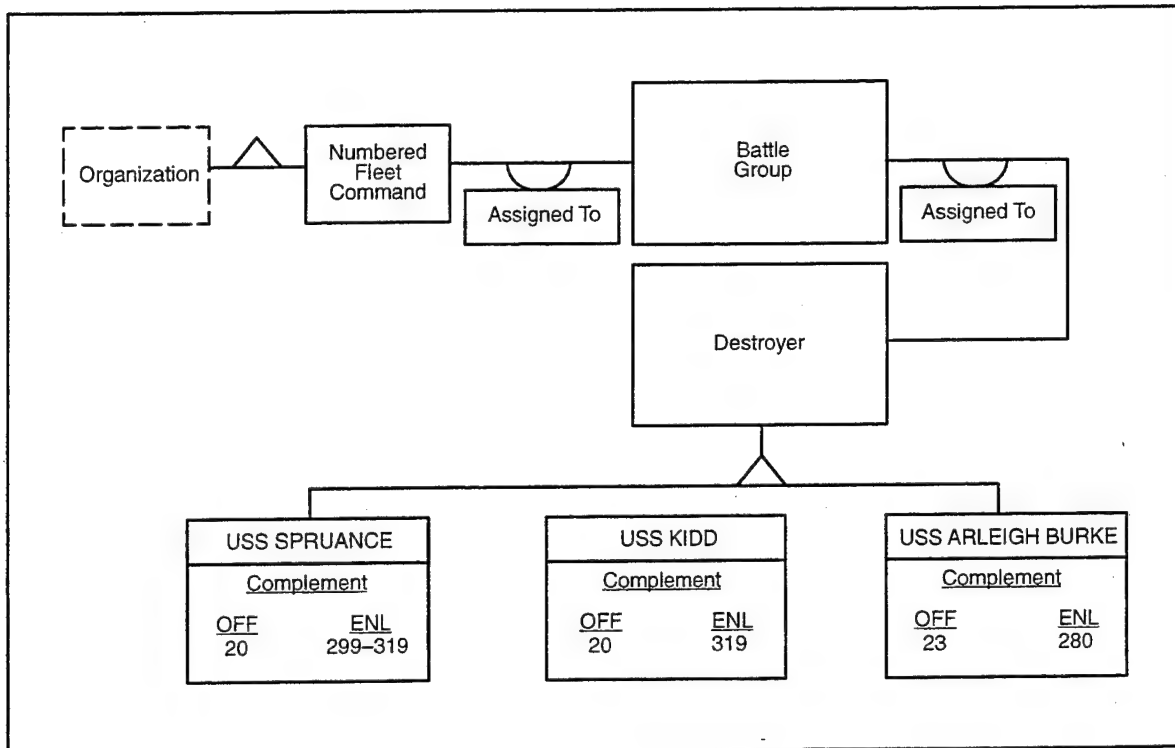 Organization
Numbered
Fleet
Command
Assigned To
Battle
Group
Assigned To
Destroyer
USS SPRUANCE
Complement
OFF ENL
20 299–319
USS KIDD
Complement
OFF ENL
20 319
USS ARLEIGH BURKE
Complement
OFF ENL
23 280